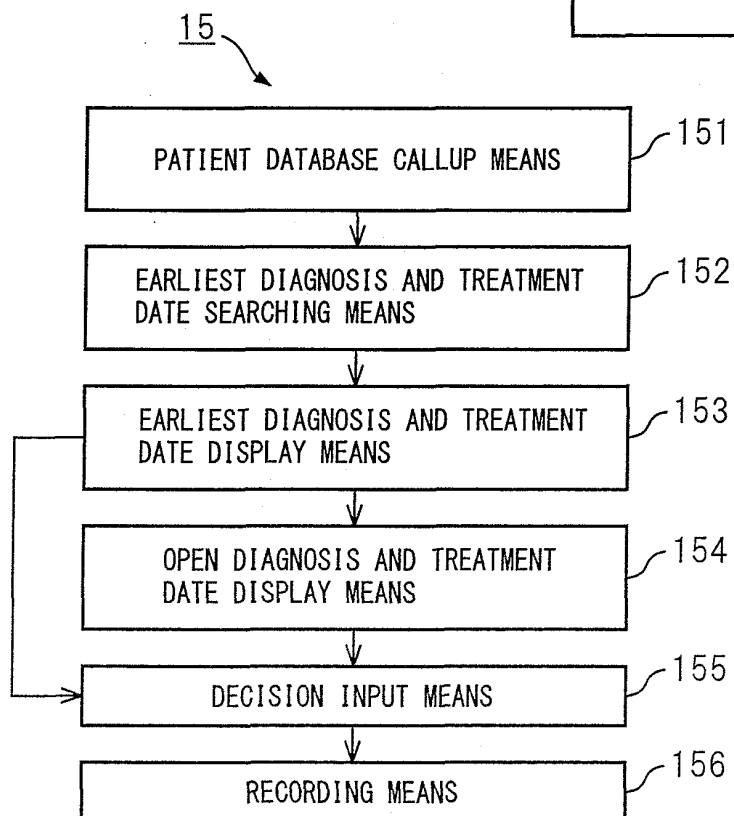 15
PATIENT DATABASE CALLUP MEANS
151
EARLIEST DIAGNOSIS AND TREATMENT
DATE SEARCHING MEANS
152
EARLIEST DIAGNOSIS AND TREATMENT
DATE DISPLAY MEANS
153
OPEN DIAGNOSIS AND TREATMENT
DATE DISPLAY MEANS
154
DECISION INPUT MEANS
155
RECORDING MEANS
156